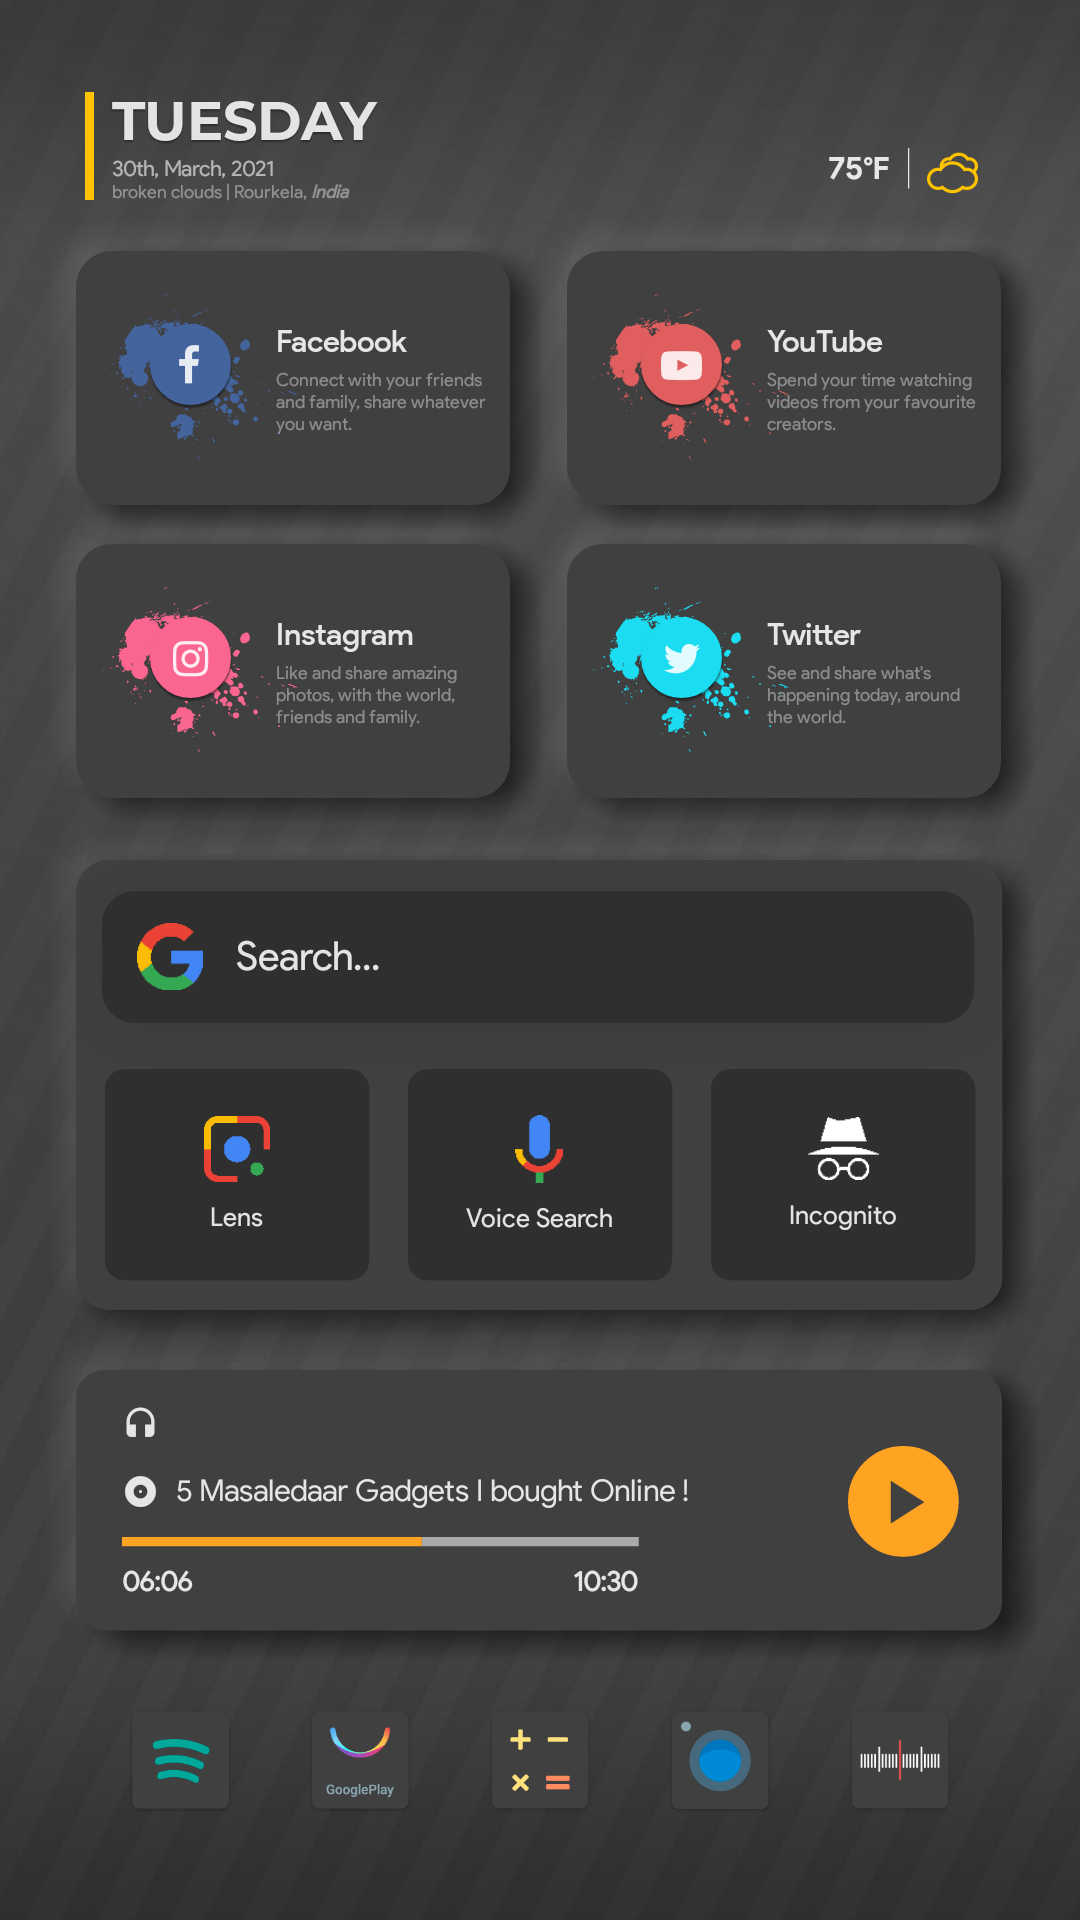 TUESDAY
30th, March, 2021
broken clouds | Rourkela, India
75°F
Facebook
Connect with your friends
and family, share whatever
you want.
YouTube
Spend your time watching
videos from your favourite
creators.
Instagram
Like and share amazing
photos, with the world,
friends and family.
Twitter
See and share what's
happening today, around
the world.
Search...
Lens
Voice Search
Incognito
5 Masaledaar Gadgets I bought Online !
06:06
10:30
GooglePlay